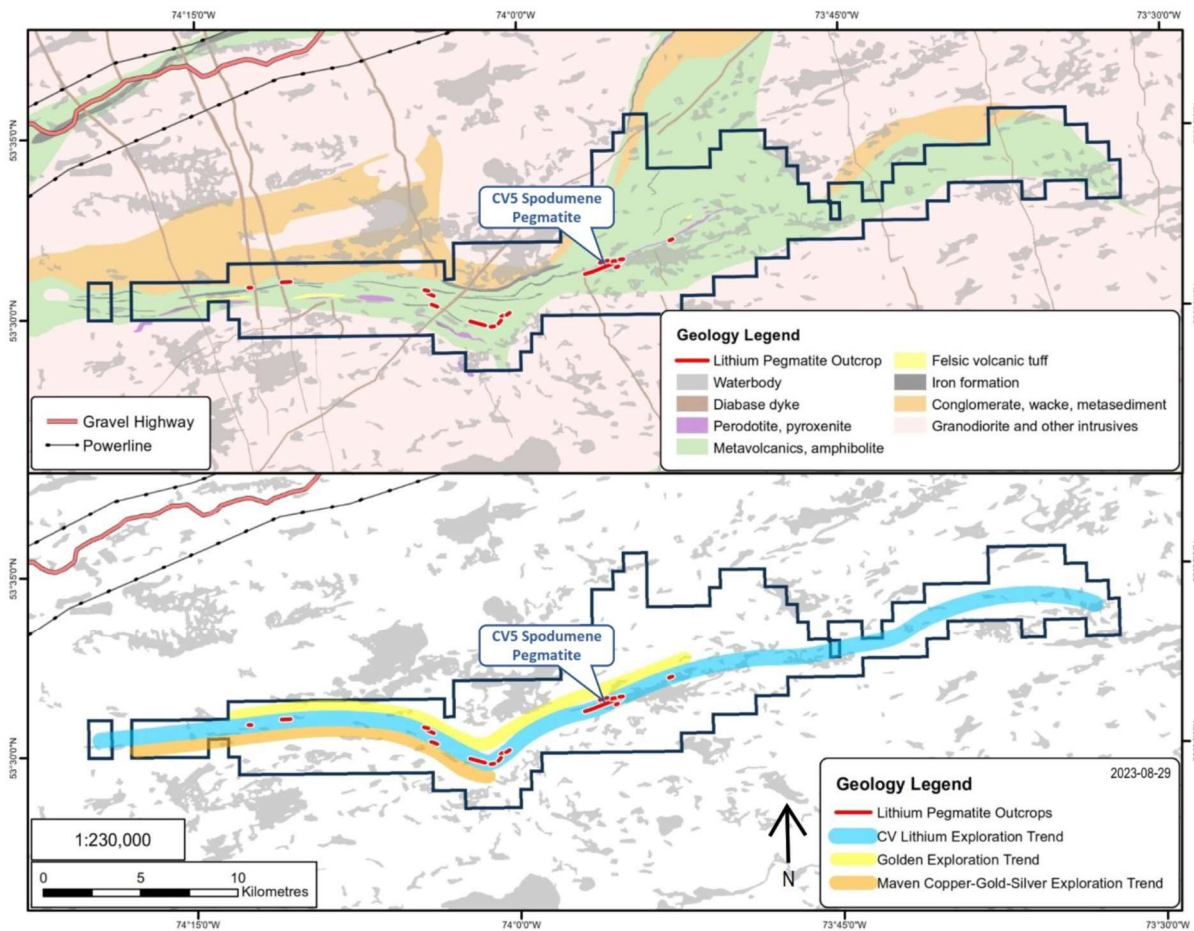 74°15'0"W
74°0'0"W
73°45'0"W
73°30'0"W
53°35'0"N
53°30'0"N
CV5 Spodumene
Pegmatite
Gravel Highway
Powerline
Geology Legend
Lithium Pegmatite Outcrop
Waterbody
Diabase dyke
Perodotite, pyroxenite
Metavolcanics, amphibolite
Felsic volcanic tuff
Iron formation
Conglomerate, wacke, metasediment
Granodiorite and other intrusives
53°35'0"N
53°30'0"N
CV5 Spodumene
Pegmatite
1:230,000
0 5 10
Kilometres
N
Geology Legend
2023-08-29
Lithium Pegmatite Outcrops
CV Lithium Exploration Trend
Golden Exploration Trend
Maven Copper-Gold-Silver Exploration Trend
74°15'0"W
74°0'0"W
73°45'0"W
73°30'0"W